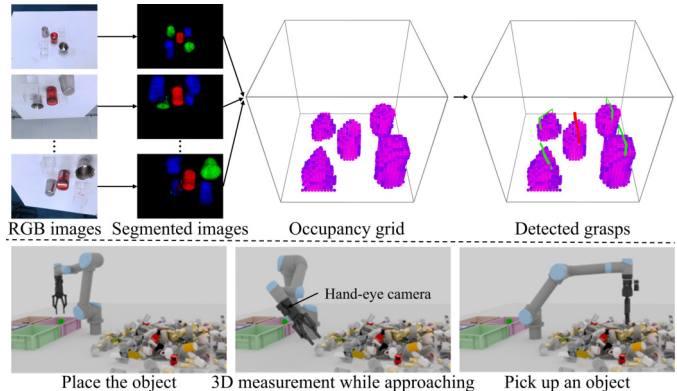 RGB images
Segmented images
Occupancy grid
Detected grasps
Hand-eye camera
Place the object
3D measurement while approaching
Pick up an object